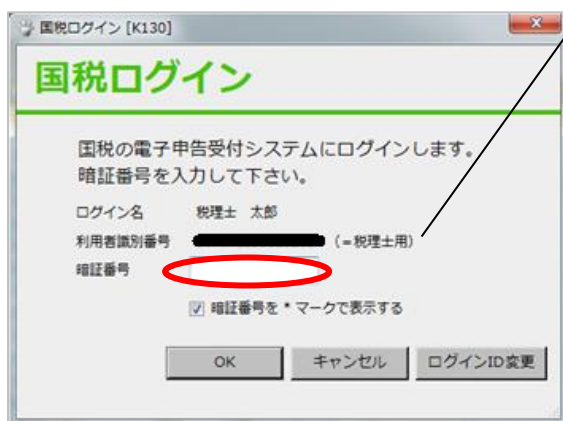 国税ログイン [K130]
国税ログイン
国税の電子申告受付システムにログインします。
暗証番号を入力して下さい。
ログイン名 税理士 太郎
利用者識別番号 (=税理士用)
暗証番号
暗証番号を * マークで表示する
OK キャンセル ログインID変更